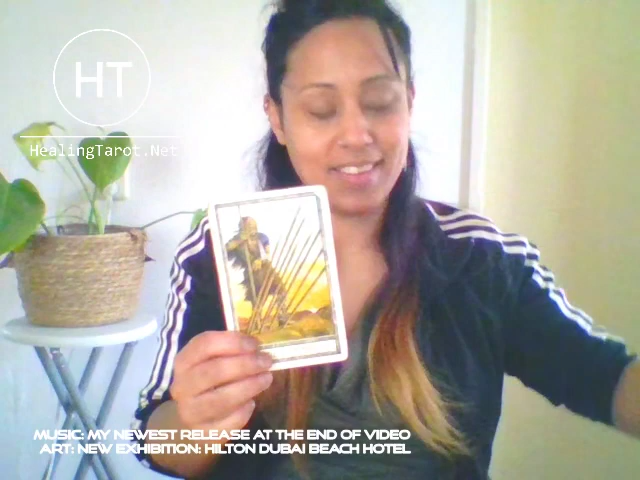 HT
HealingTarot.Net
MUSIC: MY NEWEST RELEASE AT THE END OF VIDEO
ART: NEW EXHIBITION: HILTON DUBAI BEACH HOTEL